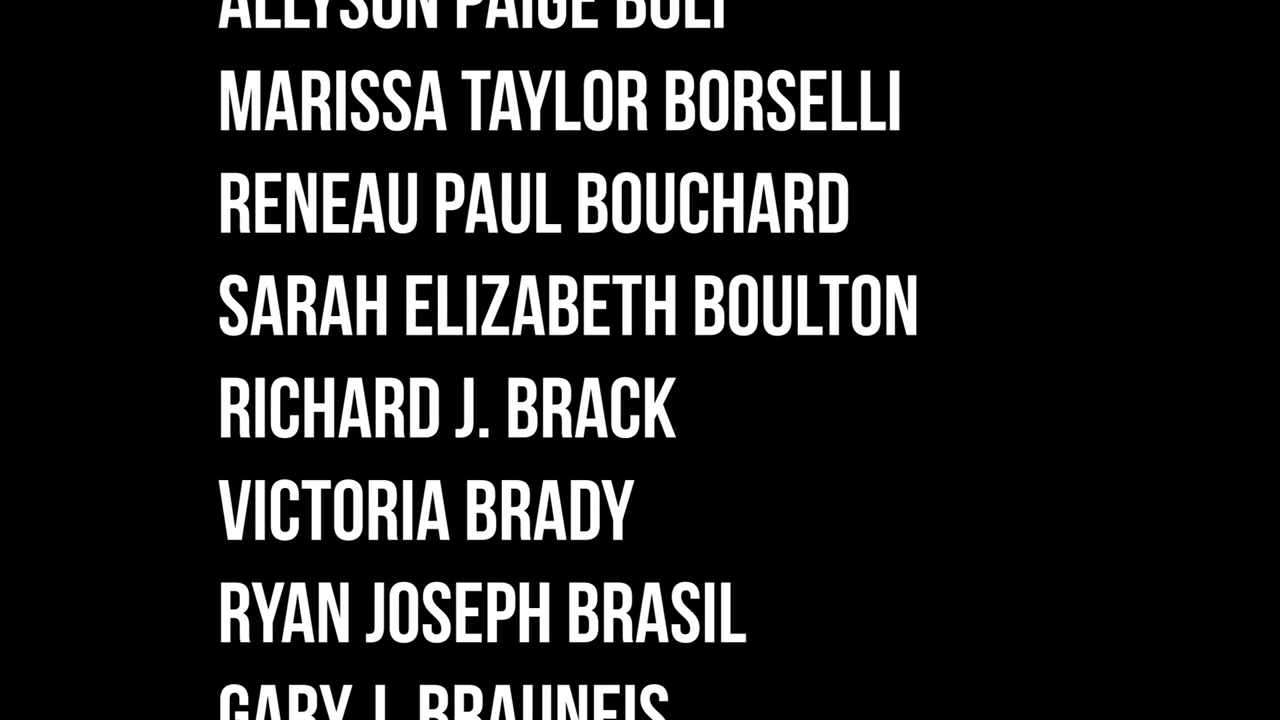 ALLYSON PAIGE
MARISSA TAYLOR BORSELLI
RENEAU PAUL BOUCHARD
SARAH ELIZABETH BOULTON
RICHARD J. BRACK
VICTORIA BRADY
RYAN JOSEPH BRASIL
GARY J. BRAUNEIS